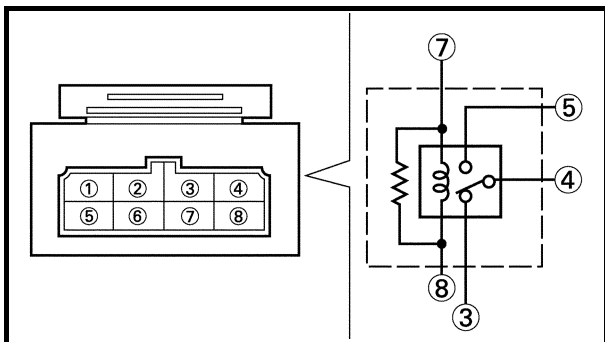 ① ② ③ ④
⑤ ⑥ ⑦ ⑧
⑦
⑤
④
⑧
③